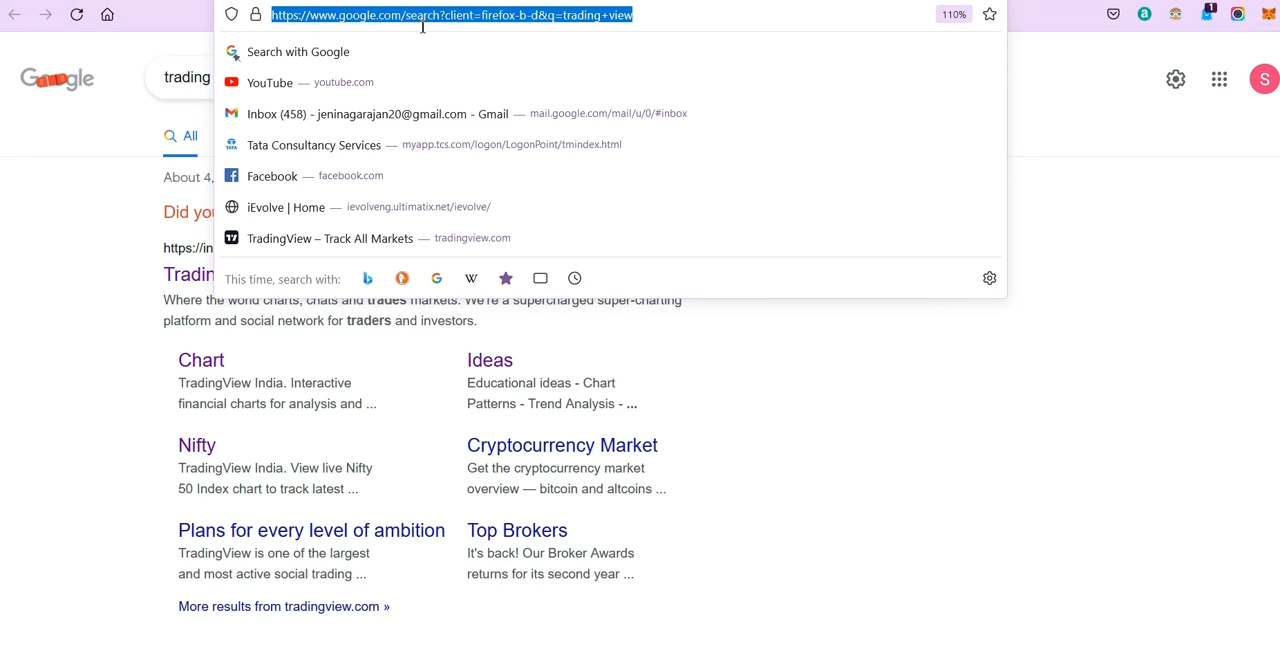 https://www.google.com/search?client=firefox-b-d&q=trading+view
110%
1
Search with Google
Google
trading
S
YouTube — youtube.com
Inbox (458) - jeninagarajan20@gmail.com - Gmail — mail.google.com/mail/u/0/#inbox
All
Tata Consultancy Services — myapp.tcs.com/logon/LogonPoint/tmindex.html
About 4,
Facebook — facebook.com
Did you
iEvolve | Home — ievolveng.ultimatix.net/ievolve/
https://in
TradingView – Track All Markets — tradingview.com
Tradin
This time, search with:
Where the world charts, chats and trades markets. We're a supercharged super-charting
platform and social network for traders and investors.
Chart
TradingView India. Interactive
financial charts for analysis and ...
Ideas
Educational ideas - Chart
Patterns - Trend Analysis - ...
Nifty
TradingView India. View live Nifty
50 Index chart to track latest ...
Cryptocurrency Market
Get the cryptocurrency market
overview — bitcoin and altcoins ...
Plans for every level of ambition
TradingView is one of the largest
and most active social trading ...
Top Brokers
It's back! Our Broker Awards
returns for its second year ...
More results from tradingview.com »